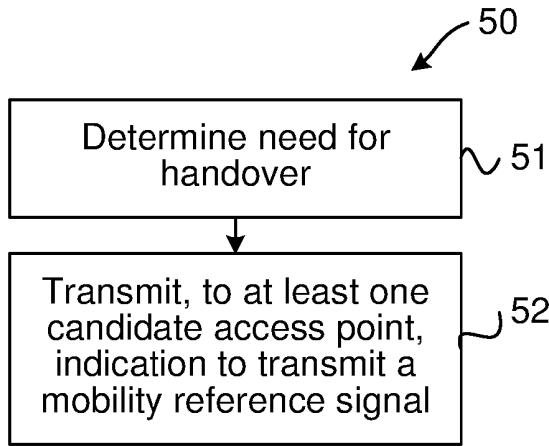 50
Determine need for
handover
51
Transmit, to at least one
candidate access point,
indication to transmit a
mobility reference signal
52